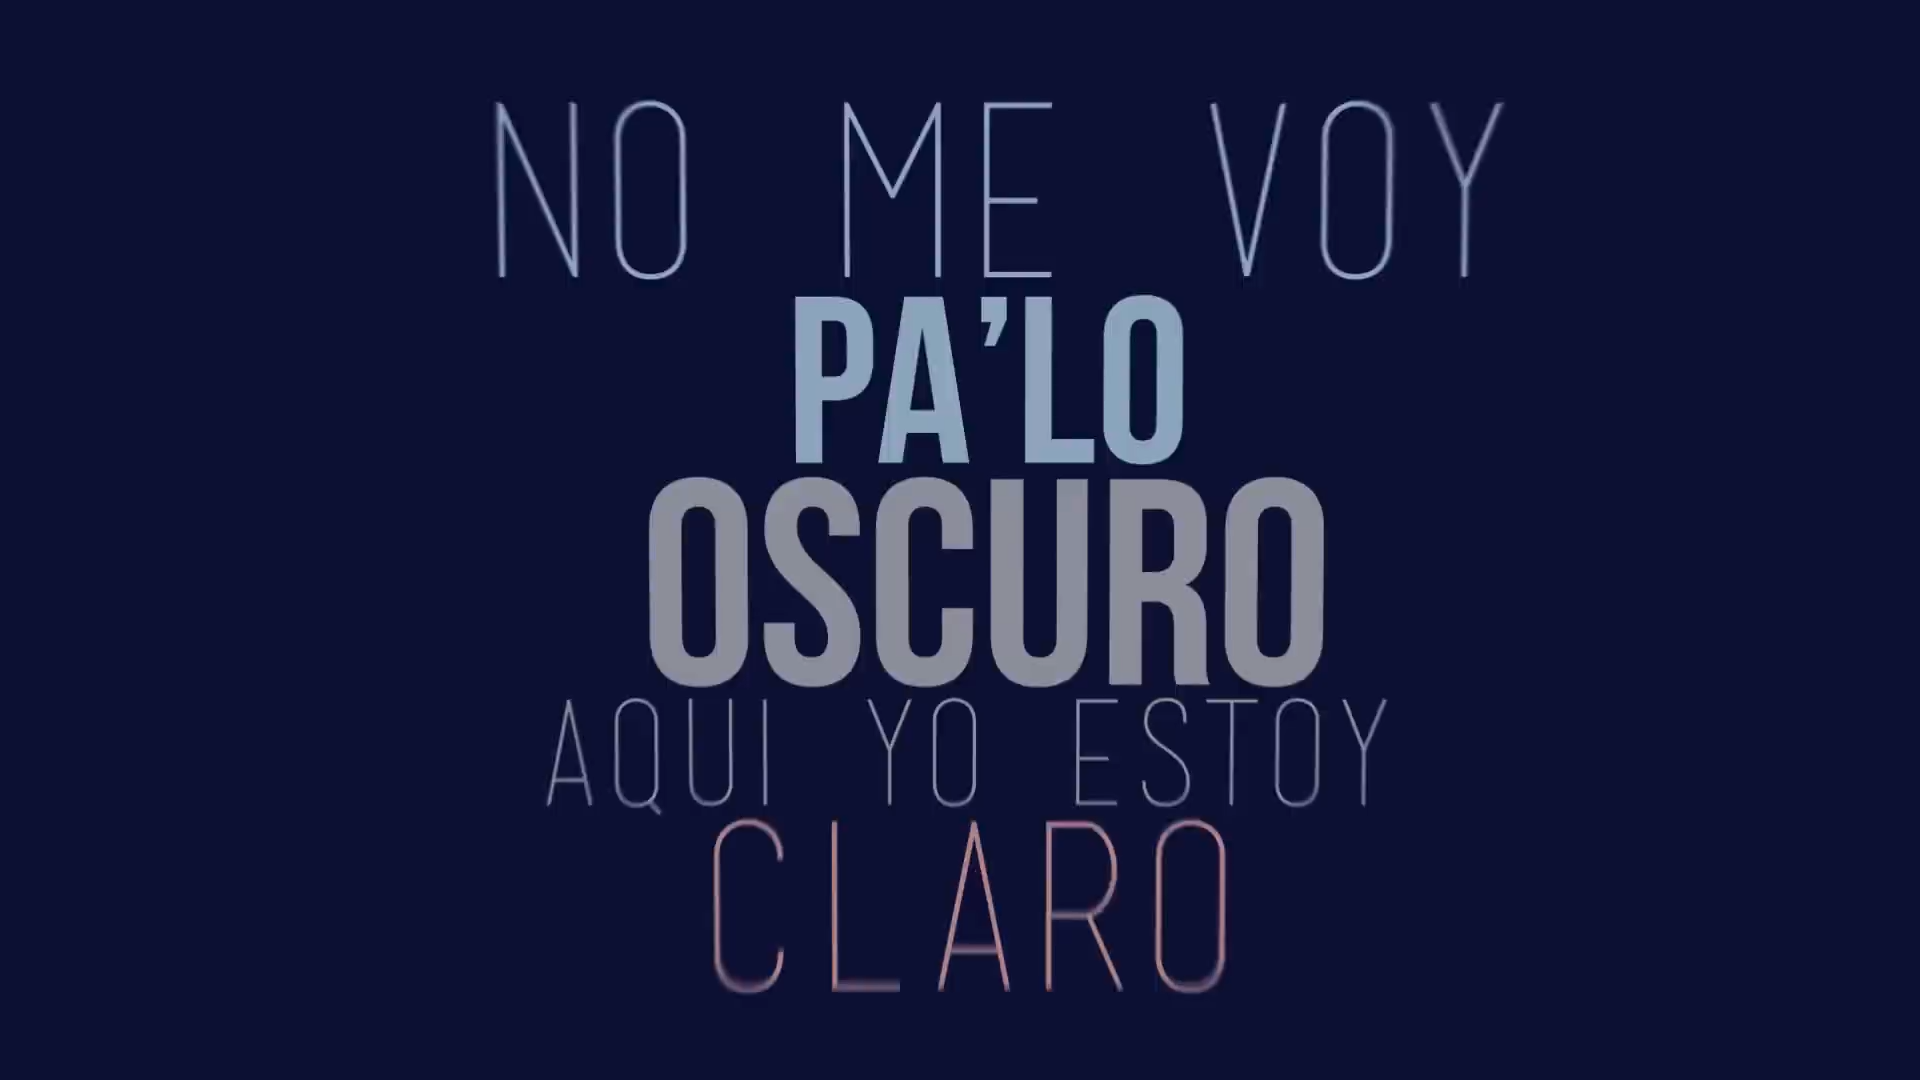 NO ME VOY
PA'LO
OSCURO
AQUI YO ESTOY
CLARO